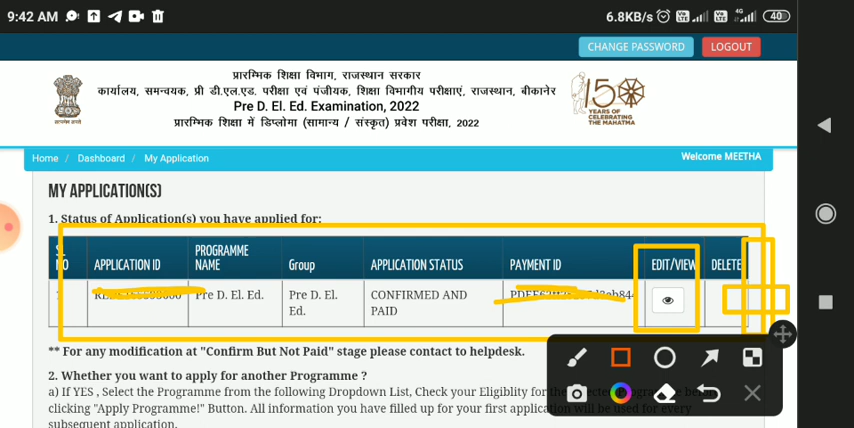 9:42 AM
6.8KB/s
4G
40
CHANGE PASSWORD
LOGOUT
प्रारम्भिक शिक्षा विभाग, राजस्थान सरकार
कार्यालय, समन्वयक, प्री डी.एल.एड. परीक्षा एवं पंजीयक, शिक्षा विभागीय परीक्षाएं, राजस्थान, बीकानेर
Pre D. El. Ed. Examination, 2022
प्रारम्भिक शिक्षा में डिप्लोमा (सामान्य / संस्कृत) प्रवेश परीक्षा, 2022
150
YEARS OF
CELEBRATING
THE MAHATMA
Home / Dashboard / My Application
Welcome MEETHA
MY APPLICATION(S)
1. Status of Application(s) you have applied for:
NO APPLICATION ID PROGRAMME NAME Group APPLICATION STATUS PAYMENT ID EDIT/VIEW DELETE
Pre D. El. Ed. Pre D. El. Ed. CONFIRMED AND PAID
** For any modification at "Confirm But Not Paid" stage please contact to helpdesk.
2. Whether you want to apply for another Programme ?
a) If YES , Select the Programme from the following Dropdown List, Check your Eligiblity for the
clicking "Apply Programme!" Button. All information you have filled up for your first application will be used for every
subsequent application.